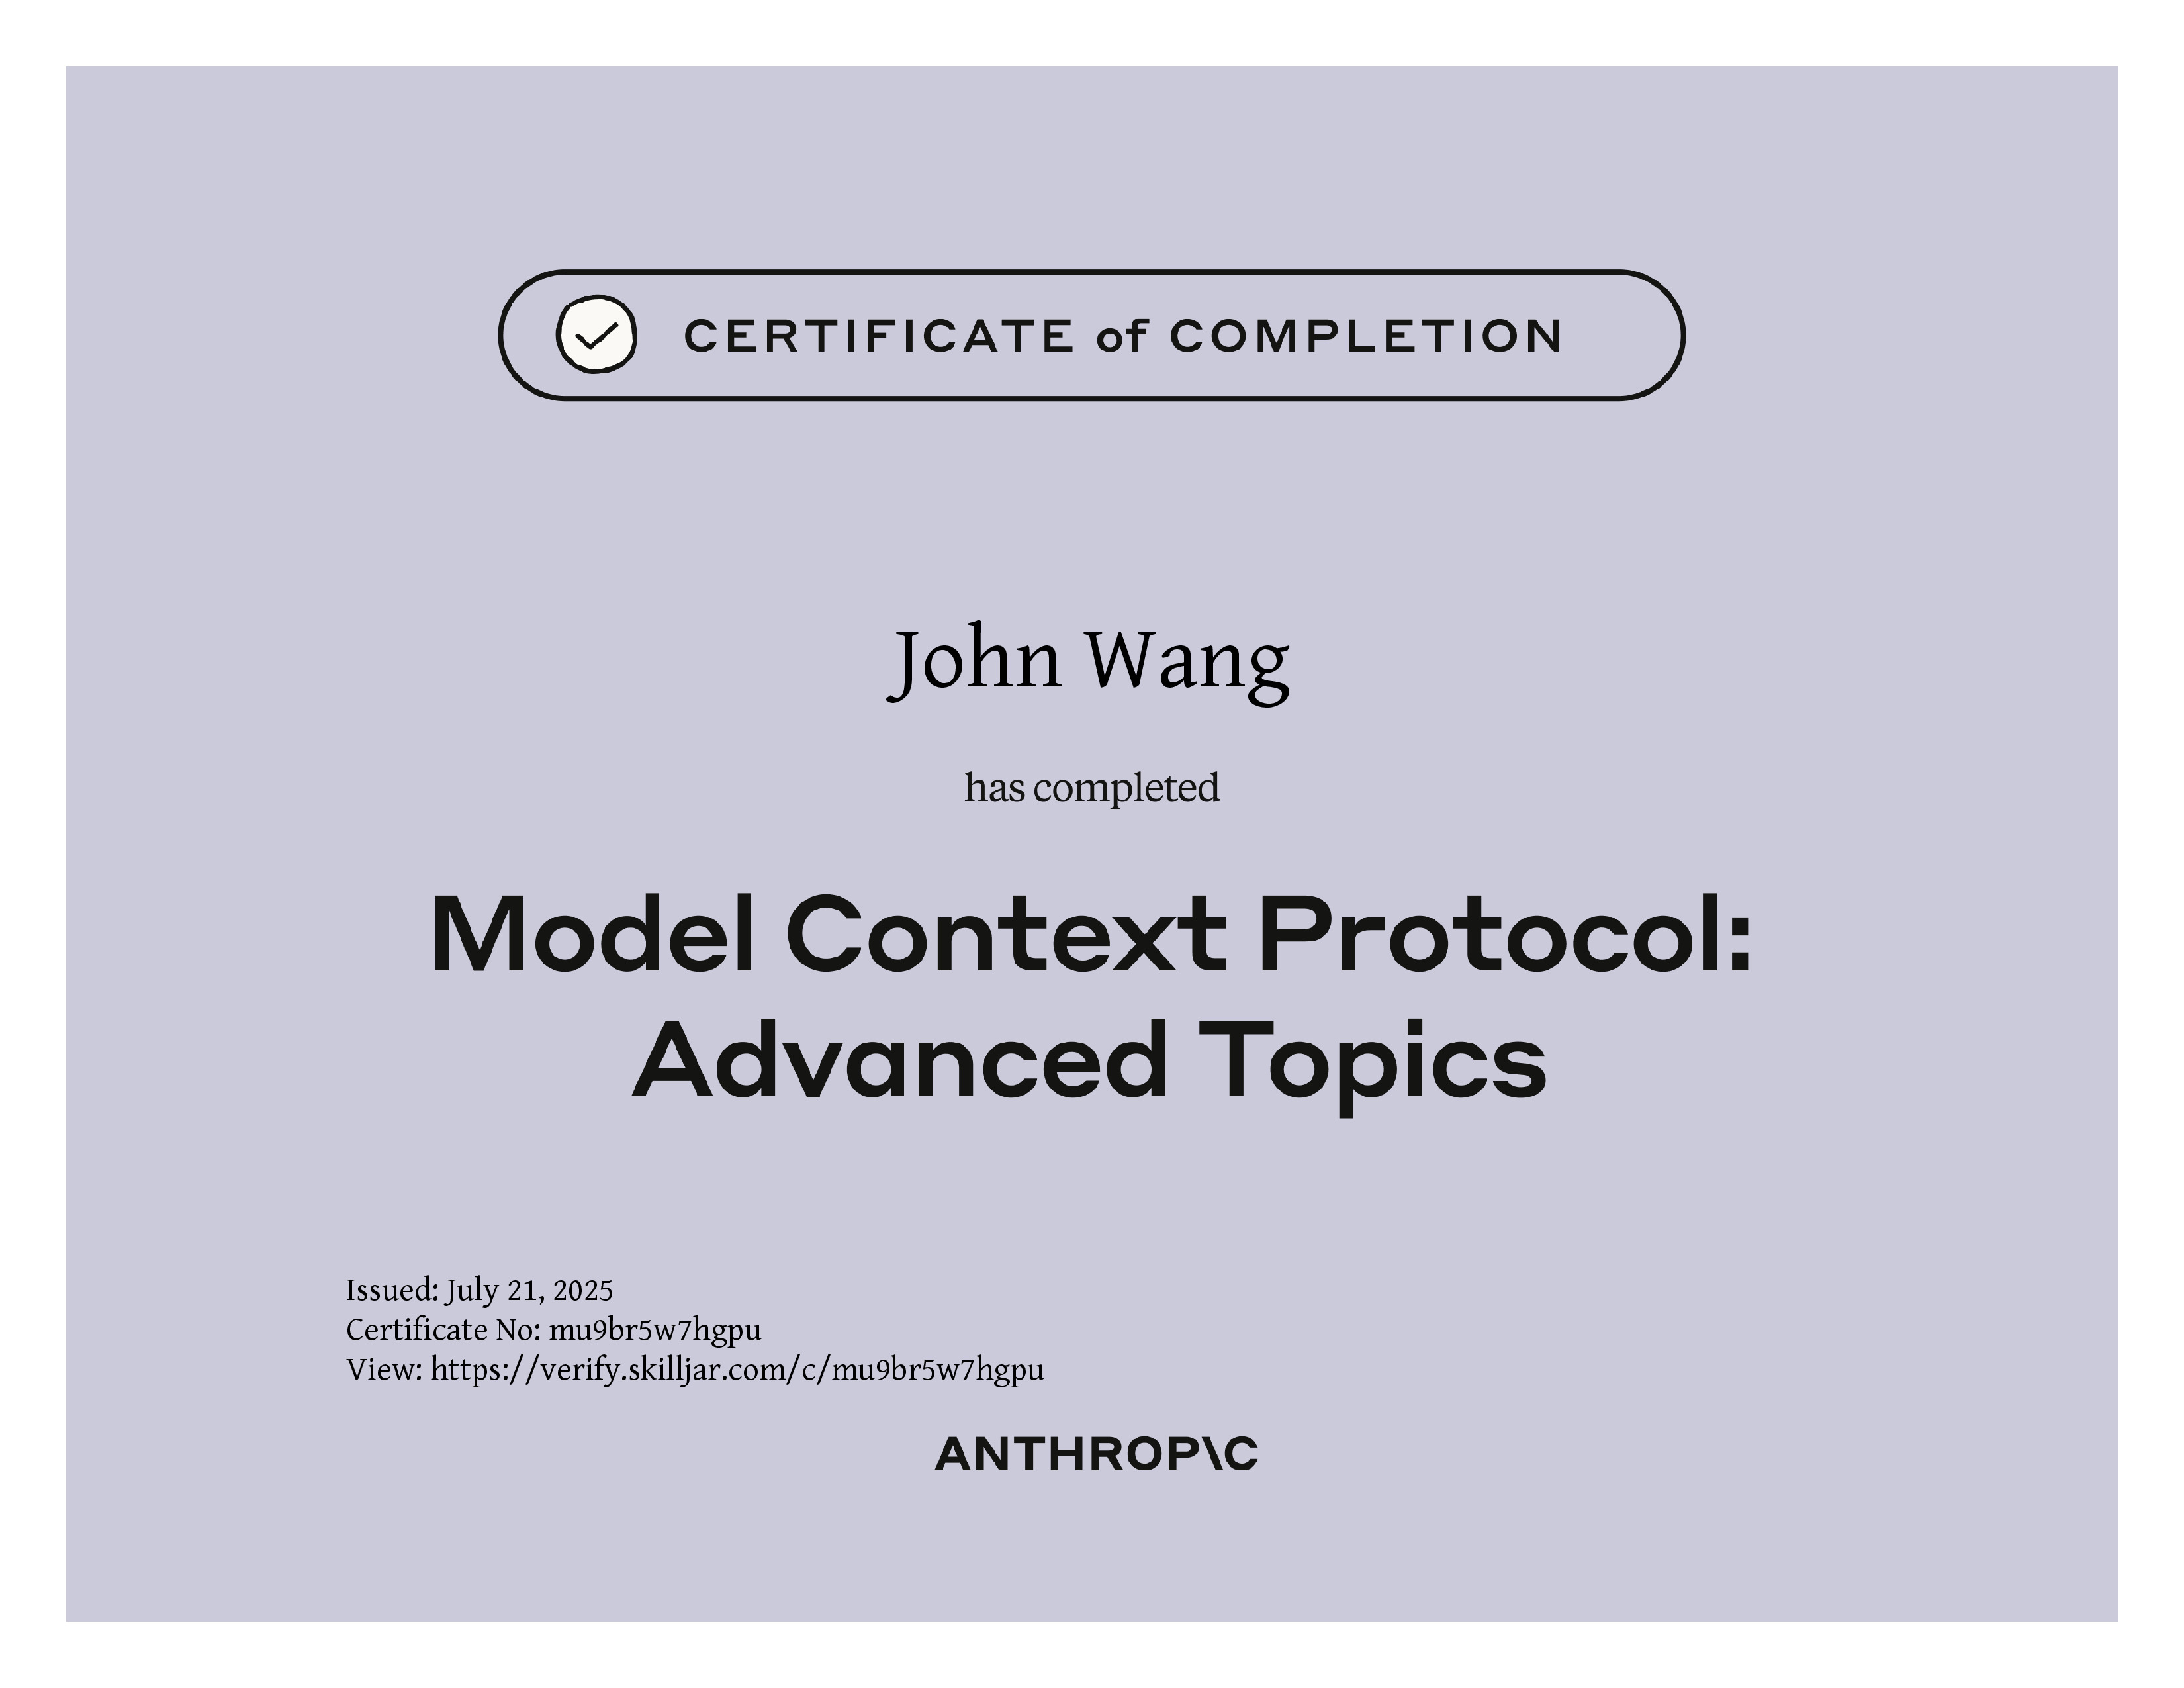 CERTIFICATE of COMPLETION
John Wang
has completed
Model Context Protocol:
Advanced Topics
Issued: July 21, 2025
Certificate No: mu9br5w7hgpu
View: https://verify.skilljar.com/c/mu9br5w7hgpu
ANTHROP\C